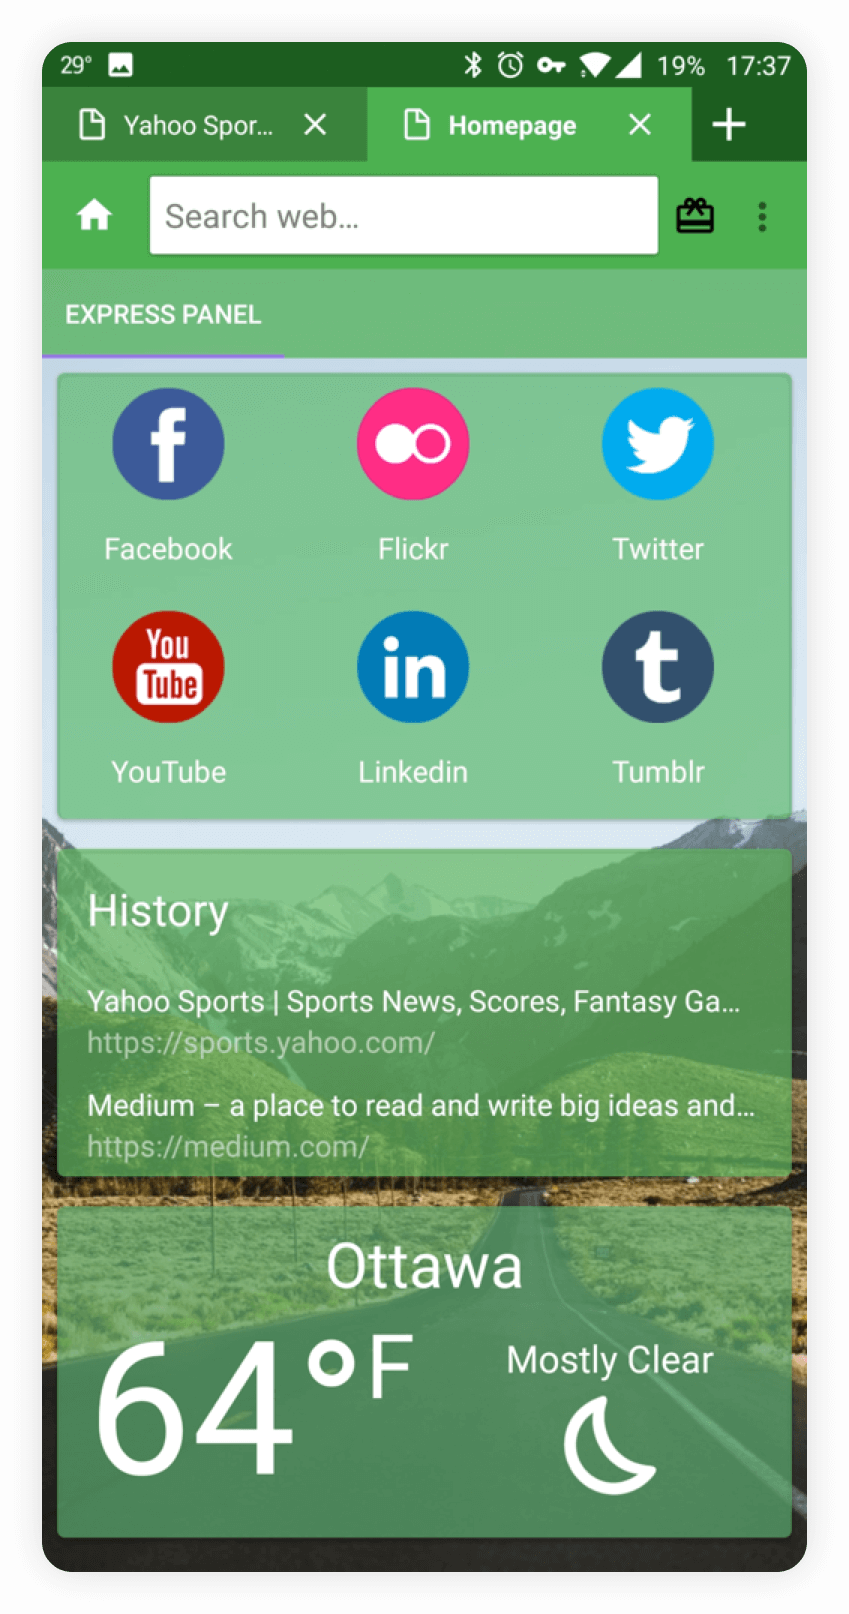 29° 19% 17:37
Yahoo Spor... Homepage
Search web...
EXPRESS PANEL
f t
Facebook Flickr Twitter
You Tube in t
YouTube Linkedin Tumblr
History
Yahoo Sports | Sports News, Scores, Fantasy Ga...
https://sports.yahoo.com/
Medium – a place to read and write big ideas and...
https://medium.com/
Ottawa
64°F Mostly Clear